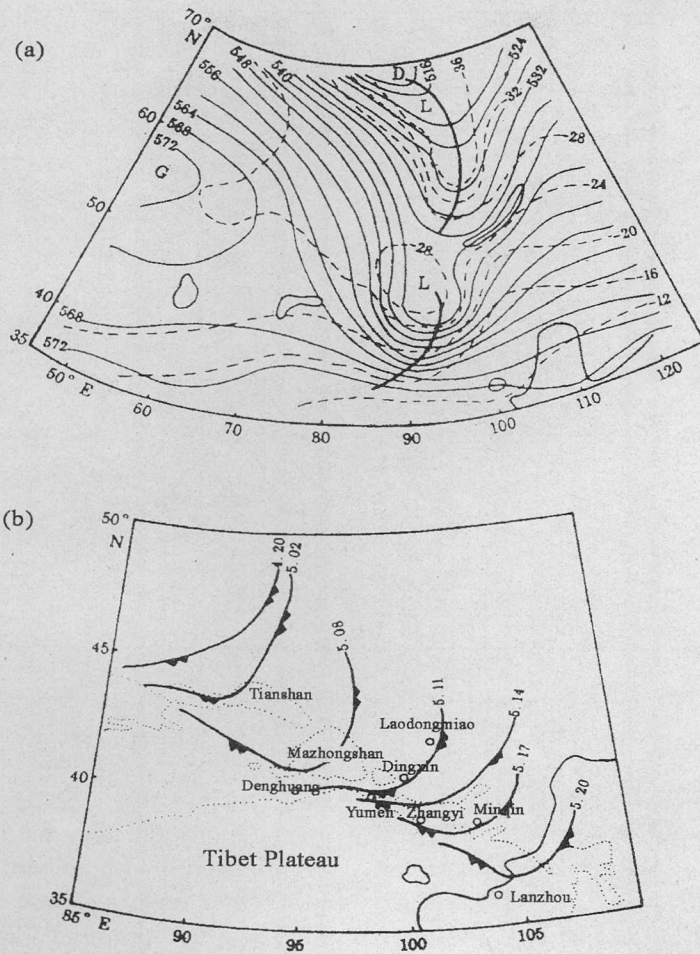 (a)
70°
N
60
50
40
35
556
548
540
564
568
572
G
D
L
516
-36
524
532
-32
-28
-24
-20
-16
12
28
L
568
572
50° E
60
70
80
90
100
110
120
(b)
50°
N
45
40
35
85° E
90
95
100
105
4.20
5.02
5.08
5.11
5.14
5.17
5.20
Tianshan
Mazhongshan
Laodongmiao
Dingxin
Denghuang
Yumen
Zhangyi
Minqin
Tibet Plateau
Lanzhou